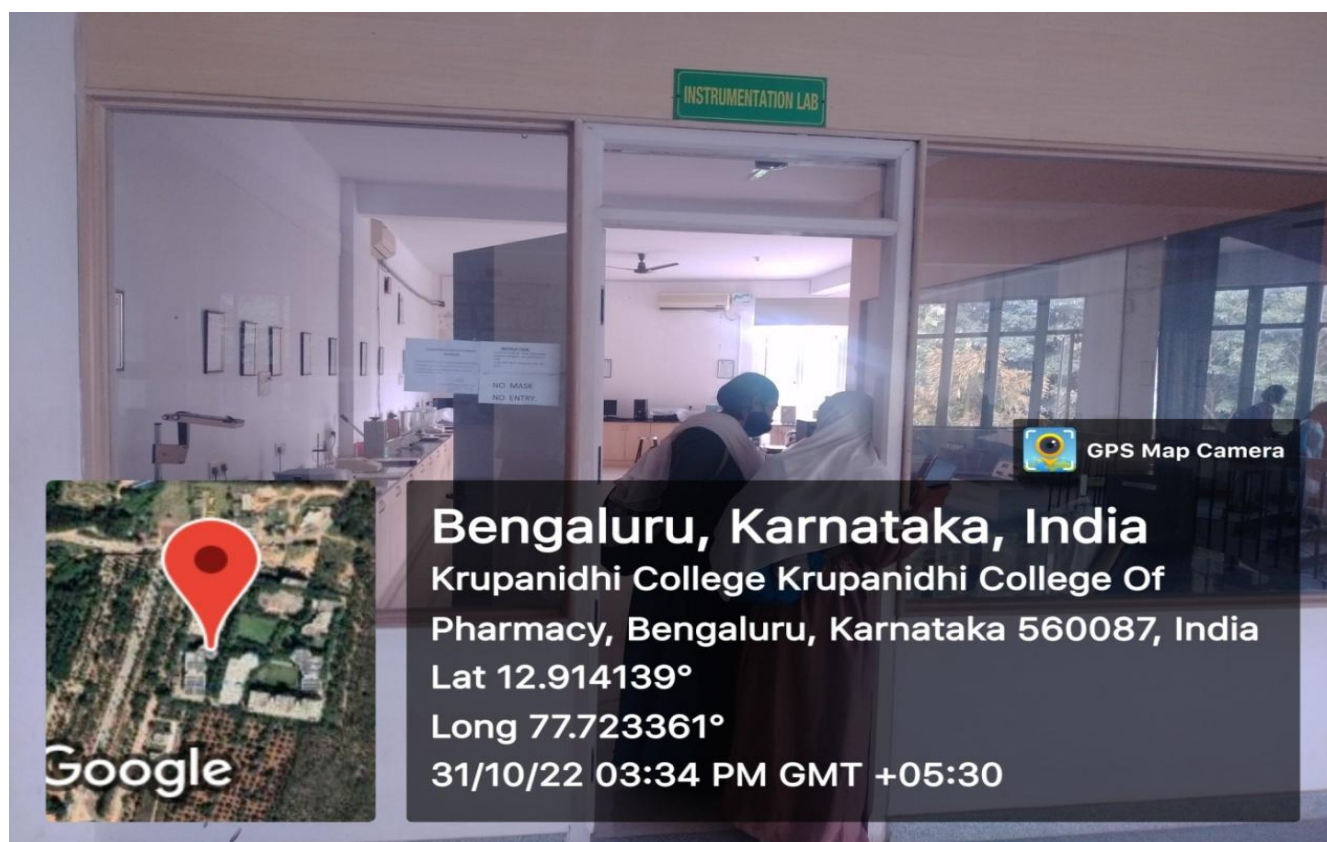 INSTRUMENTATION LAB
INSTRUCTIONS
NO MASK
NO ENTRY.
GPS Map Camera
Bengaluru, Karnataka, India
Krupanidhi College Krupanidhi College Of
Pharmacy, Bengaluru, Karnataka 560087, India
Lat 12.914139°
Long 77.723361°
31/10/22 03:34 PM GMT +05:30
Google